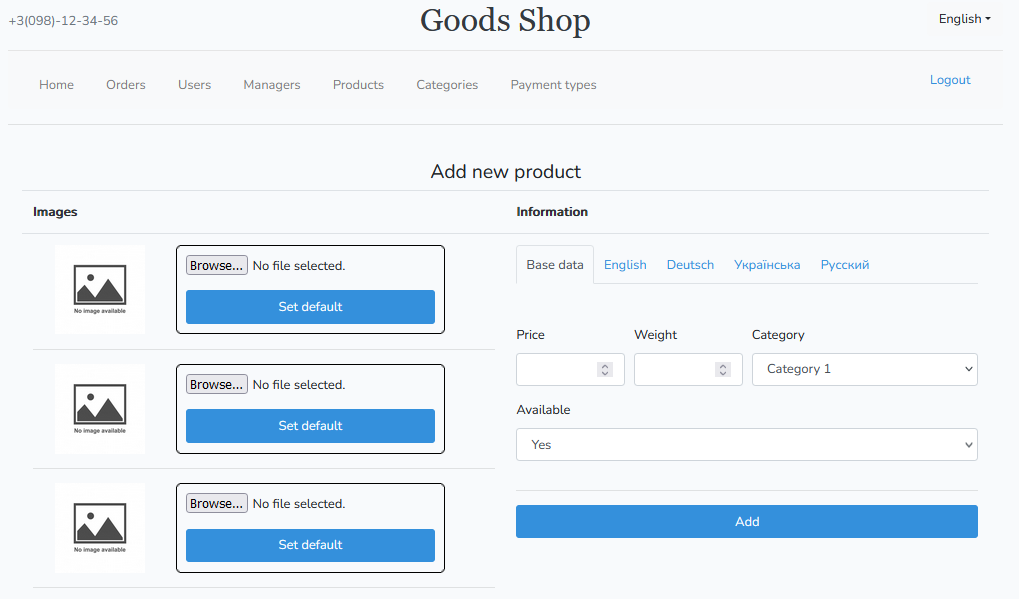 +3(098)-12-34-56
Goods Shop
English
Home Orders Users Managers Products Categories Payment types
Logout
Add new product
Images
Information
No image available
Browse... No file selected.
Set default
No image available
Browse... No file selected.
Set default
No image available
Browse... No file selected.
Set default
Base data English Deutsch Українська Русский
Price Weight Category
Category 1
Available
Yes
Add